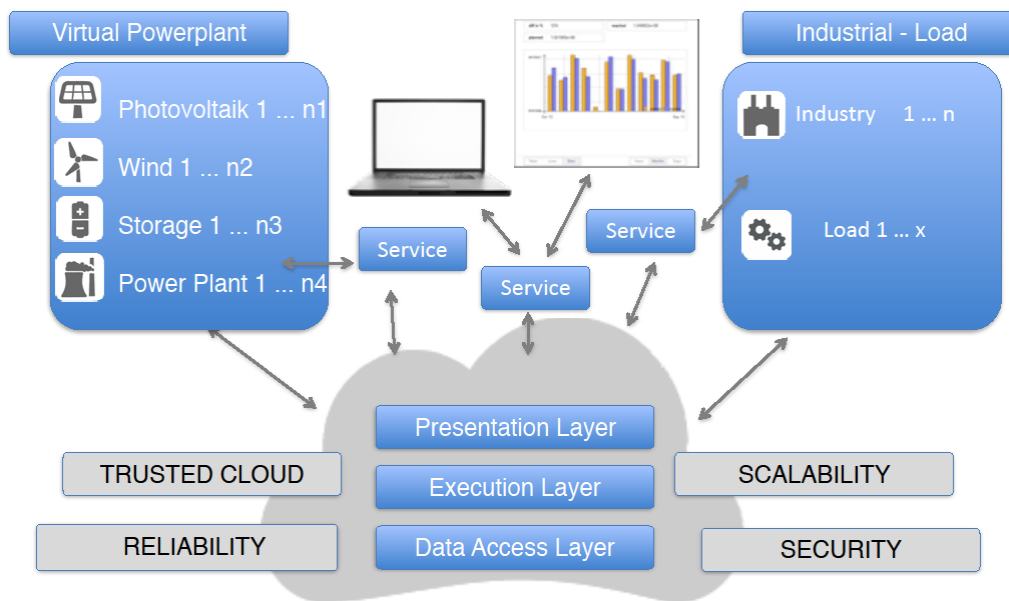 Virtual Powerplant
Industrial - Load
Photovoltaik 1 ... n1
Wind 1 ... n2
Storage 1 ... n3
Power Plant 1 ... n4
Industry 1 ... n
Load 1 ... x
Service
Service
Service
Presentation Layer
Execution Layer
Data Access Layer
TRUSTED CLOUD
SCALABILITY
RELIABILITY
SECURITY